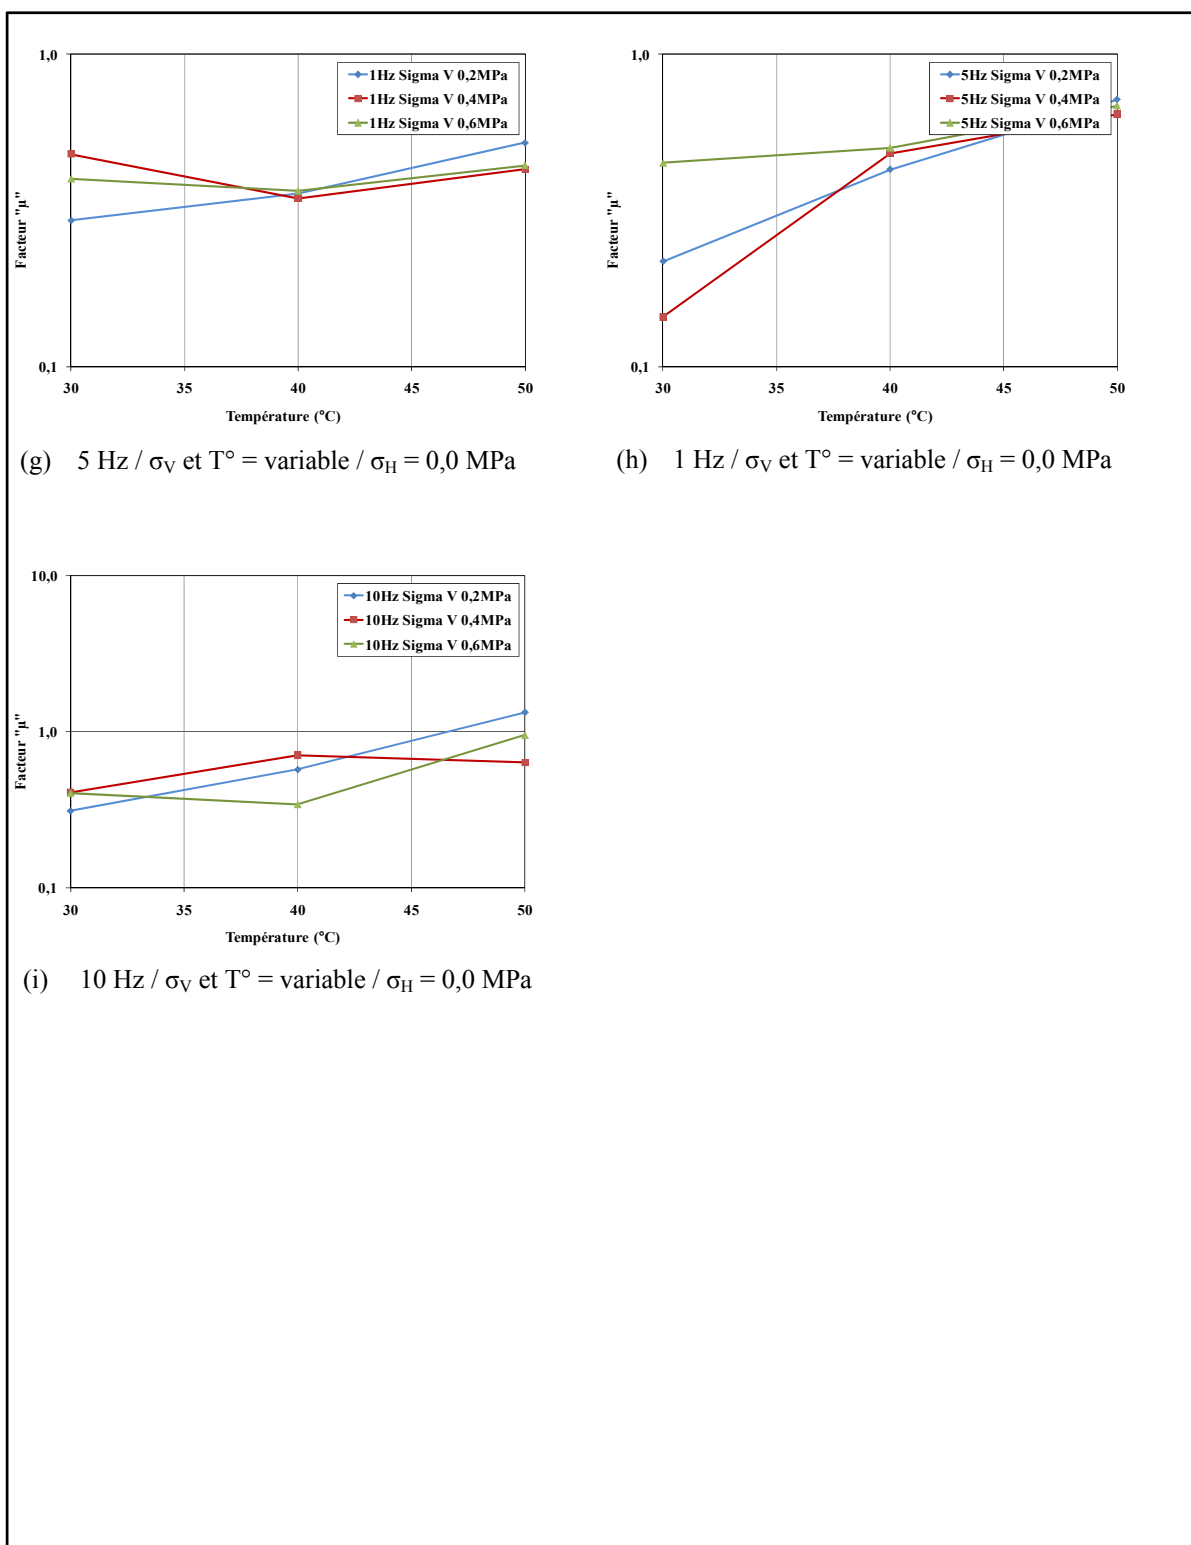 1,0
1Hz Sigma V 0,2MPa
1Hz Sigma V 0,4MPa
1Hz Sigma V 0,6MPa
Facteur "µ"
0,1
30 35 40 45 50
Température (°C)
(g) 5 Hz / σV et T° = variable / σH = 0,0 MPa
1,0
5Hz Sigma V 0,2MPa
5Hz Sigma V 0,4MPa
5Hz Sigma V 0,6MPa
Facteur "µ"
0,1
30 35 40 45 50
Température (°C)
(h) 1 Hz / σV et T° = variable / σH = 0,0 MPa
10,0
10Hz Sigma V 0,2MPa
10Hz Sigma V 0,4MPa
10Hz Sigma V 0,6MPa
Facteur "µ"
1,0
0,1
30 35 40 45 50
Température (°C)
(i) 10 Hz / σV et T° = variable / σH = 0,0 MPa